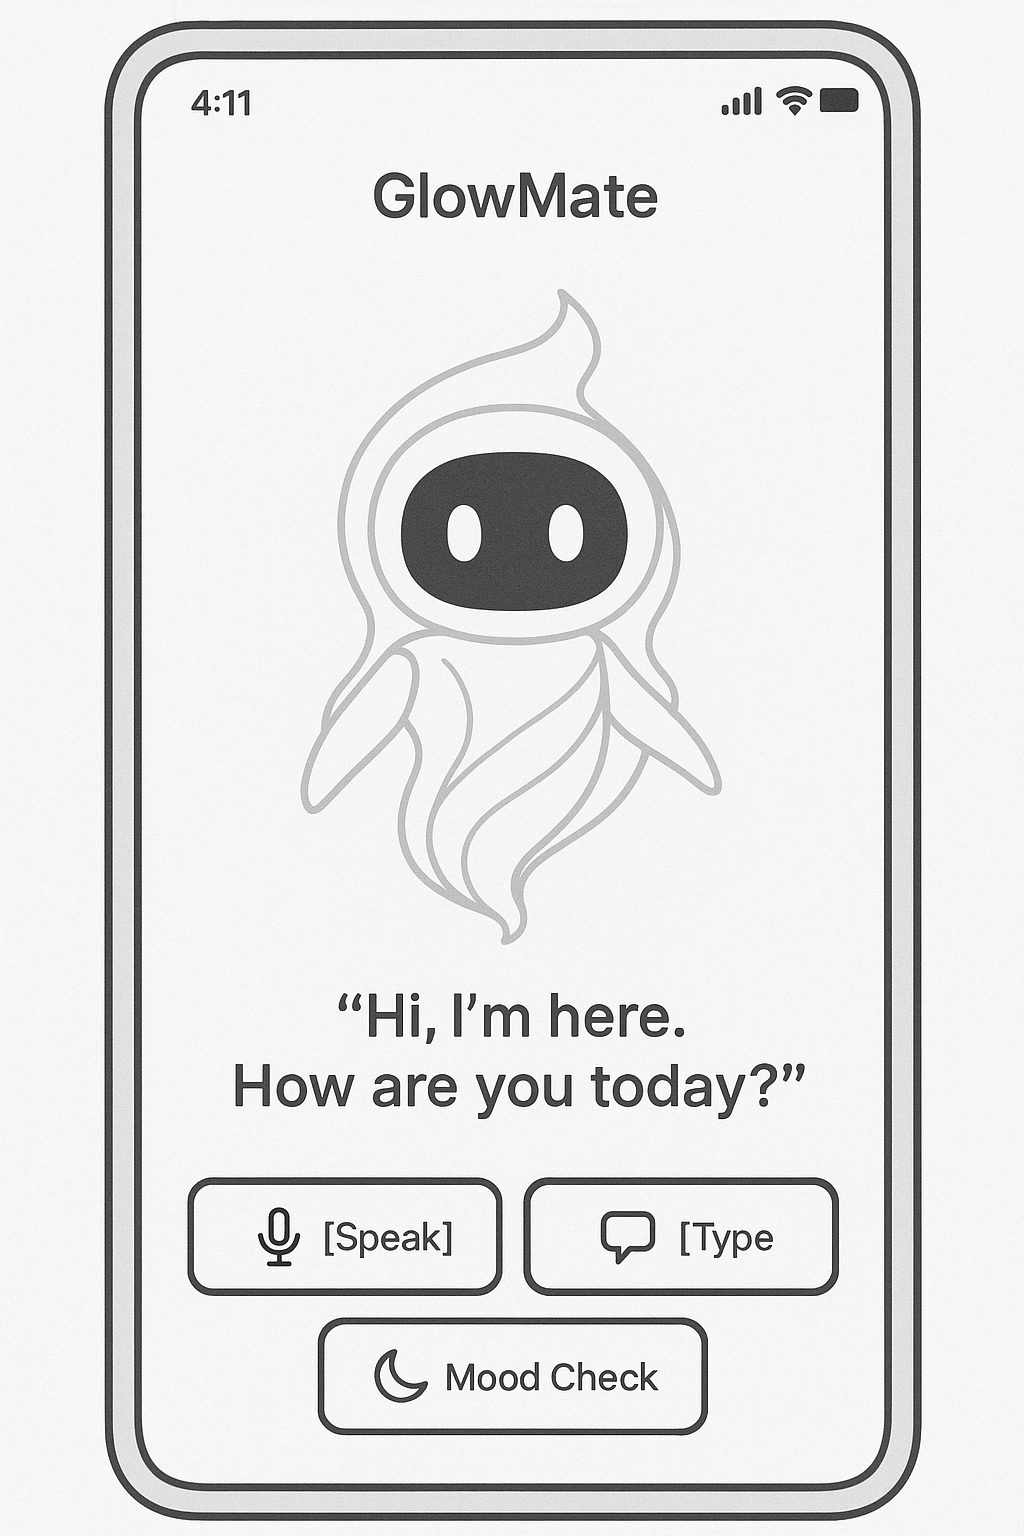 4:11
GlowMate
“Hi, I’m here.
How are you today?”
[Speak]
[Type
Mood Check